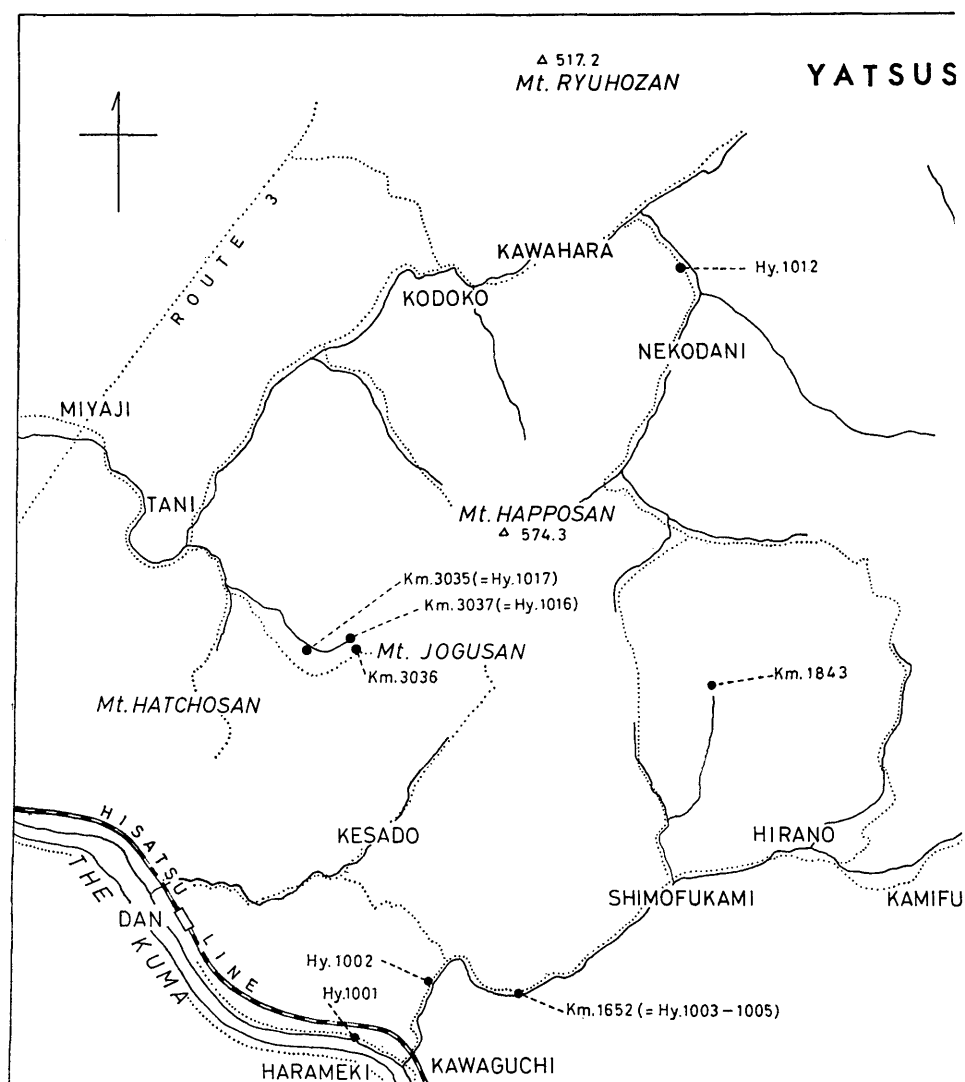 △ 517.2
Mt. RYUHOZAN
YATSUS
ROUTE 3
KAWAHARA
Hy.1012
KODOKO
NEKODANI
MIYAJI
TANI
Mt. HAPPOSAN
△ 574.3
Km.3035(=Hy.1017)
Km.3037(=Hy.1016)
Mt. JOGUSAN
Km.3036
Km.1843
Mt. HATCHOSAN
HISATSU LINE
KESADO
HIRANO
THE KUMA
SHIMOFUKAMI
KAMIFU
DAN
Hy.1002
Hy.1001
Km.1652 (=Hy.1003-1005)
HARAMEKI
KAWAGUCHI